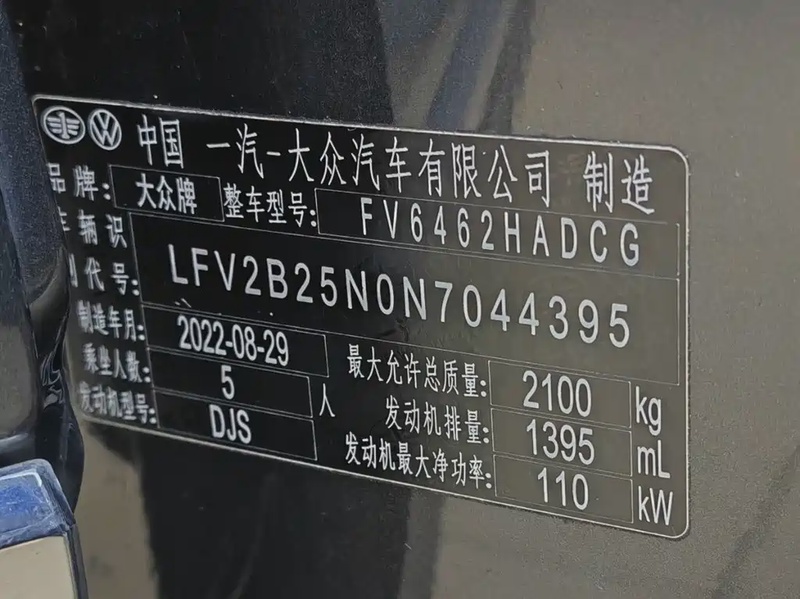 中国 一汽-大众汽车有限公司 制造
品牌: 大众牌 整车型号: FV6462HADCG
车辆识别代号: LFV2B25N0N7044395
制造年月: 2022-08-29
乘坐人数: 5 人
发动机型号: DJS
最大允许总质量: 2100 kg
发动机排量: 1395 mL
发动机最大净功率: 110 kW